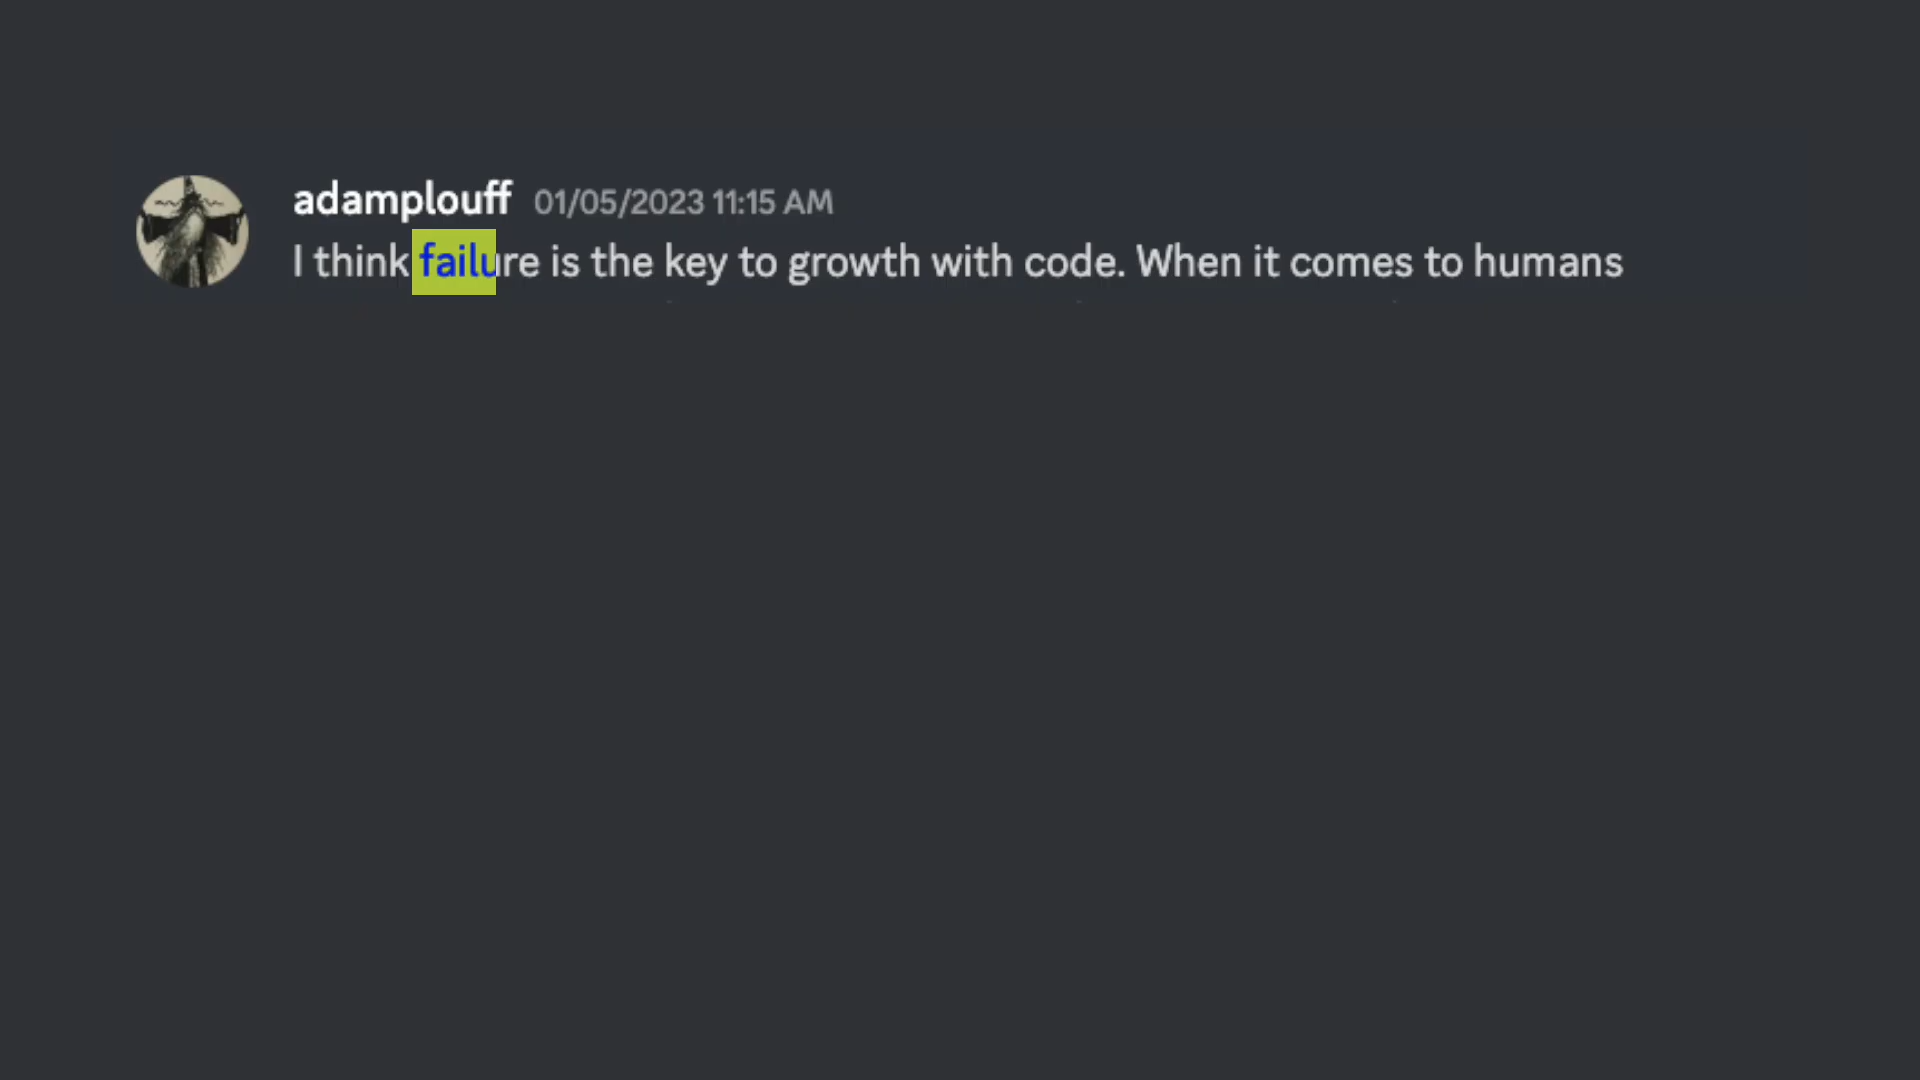 adamplouff 01/05/2023 11:15 AM
I think failure is the key to growth with code. When it comes to humans